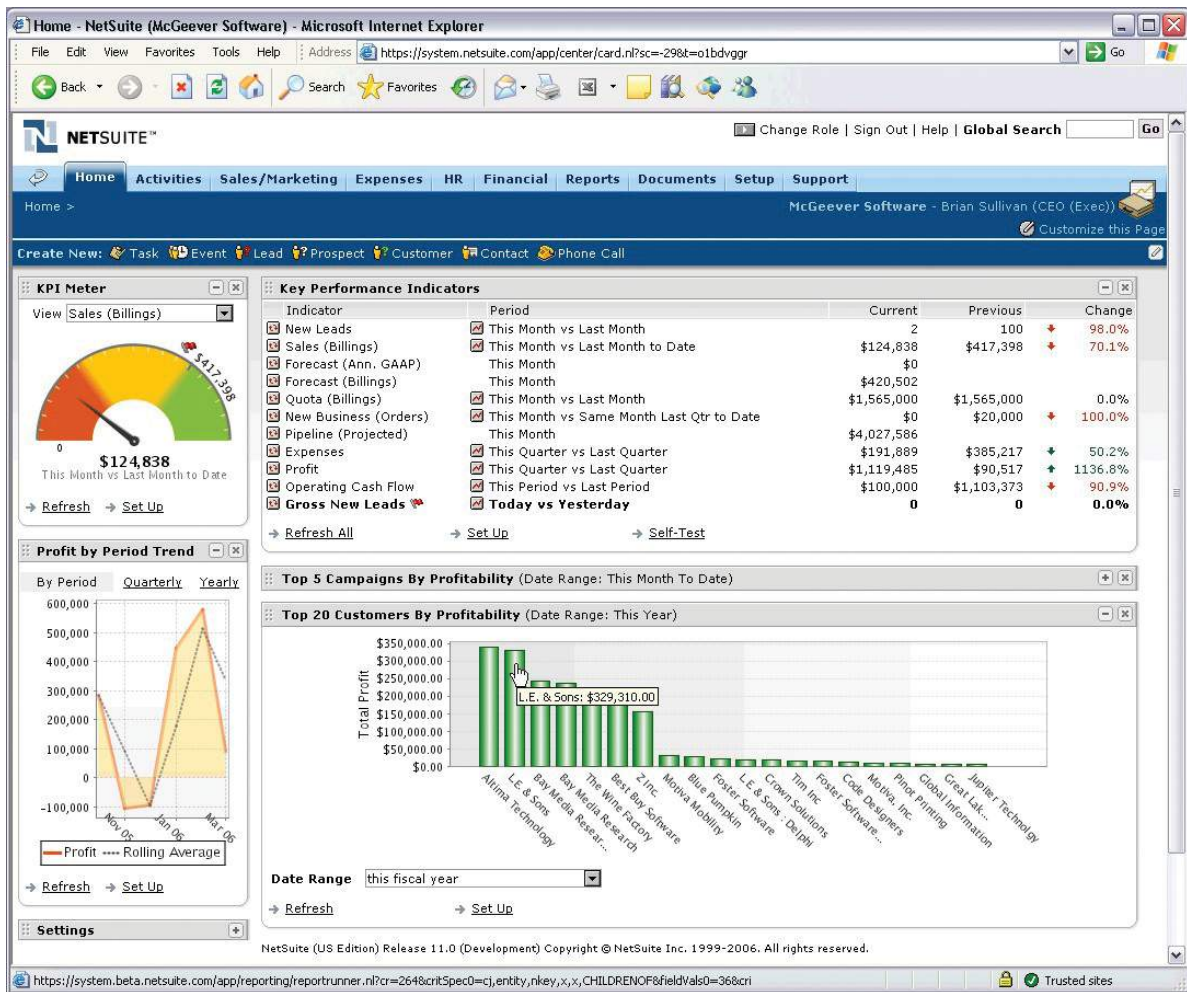 Home - NetSuite (McGeever Software) - Microsoft Internet Explorer
File Edit View Favorites Tools Help Address https://system.netsuite.com/app/center/card.nl?sc=-29&t=o1bdvggr Go
Back Search Favorites
NETSUITE™ Change Role | Sign Out | Help | Global Search Go
Home Activities Sales/Marketing Expenses HR Financial Reports Documents Setup Support
Home > McGeever Software - Brian Sullivan (CEO (Exec))
Customize this Page
Create New: Task Event Lead Prospect Customer Contact Phone Call
KPI Meter
View Sales (Billings)
$417,398
0
$124,838
This Month vs Last Month to Date
Refresh Set Up
Key Performance Indicators
Indicator Period Current Previous Change
New Leads This Month vs Last Month 2 100 98.0%
Sales (Billings) This Month vs Last Month to Date $124,838 $417,398 70.1%
Forecast (Ann. GAAP) This Month $0
Forecast (Billings) This Month $420,502
Quota (Billings) This Month vs Last Month $1,565,000 $1,565,000 0.0%
New Business (Orders) This Month vs Same Month Last Qtr to Date $0 $20,000 100.0%
Pipeline (Projected) This Month $4,027,586
Expenses This Quarter vs Last Quarter $191,889 $385,217 50.2%
Profit This Quarter vs Last Quarter $1,119,485 $90,517 1136.8%
Operating Cash Flow This Period vs Last Period $100,000 $1,103,373 90.9%
Gross New Leads Today vs Yesterday 0 0 0.0%
Refresh All Set Up Self-Test
Profit by Period Trend
By Period Quarterly Yearly
600,000
500,000
400,000
300,000
200,000
100,000
0
-100,000
Nov 05 Jan 06 Mar 06
Profit Rolling Average
Refresh Set Up
Settings
Top 5 Campaigns By Profitability (Date Range: This Month To Date)
Top 20 Customers By Profitability (Date Range: This Year)
Total Profit
$350,000.00
$300,000.00
$250,000.00
$200,000.00
$150,000.00
$100,000.00
$50,000.00
$0.00
L.E. & Sons: $329,310.00
Altima Technology
L.E. & Sons
Bay Media Resear...
Bay Media Research
The Wine Factory
Best Buy Software
Z Inc.
Motiva Mobility
Blue Pumpkin
Foster Software
L.E. & Sons : Delphi
Crown Solutions
Tim Inc
Foster Software...
Code Designers
Motiva, Inc.
Pinot Printing
Global Information
Great Lak...
Jupiter Technolgy
Date Range this fiscal year
Refresh Set Up
NetSuite (US Edition) Release 11.0 (Development) Copyright © NetSuite Inc. 1999-2006. All rights reserved.
https://system.beta.netsuite.com/app/reporting/reportrunner.nl?cr=264&critSpec0=cj,entity,nkey,x,x,CHILDRENOF&fieldVals0=36&cri Trusted sites